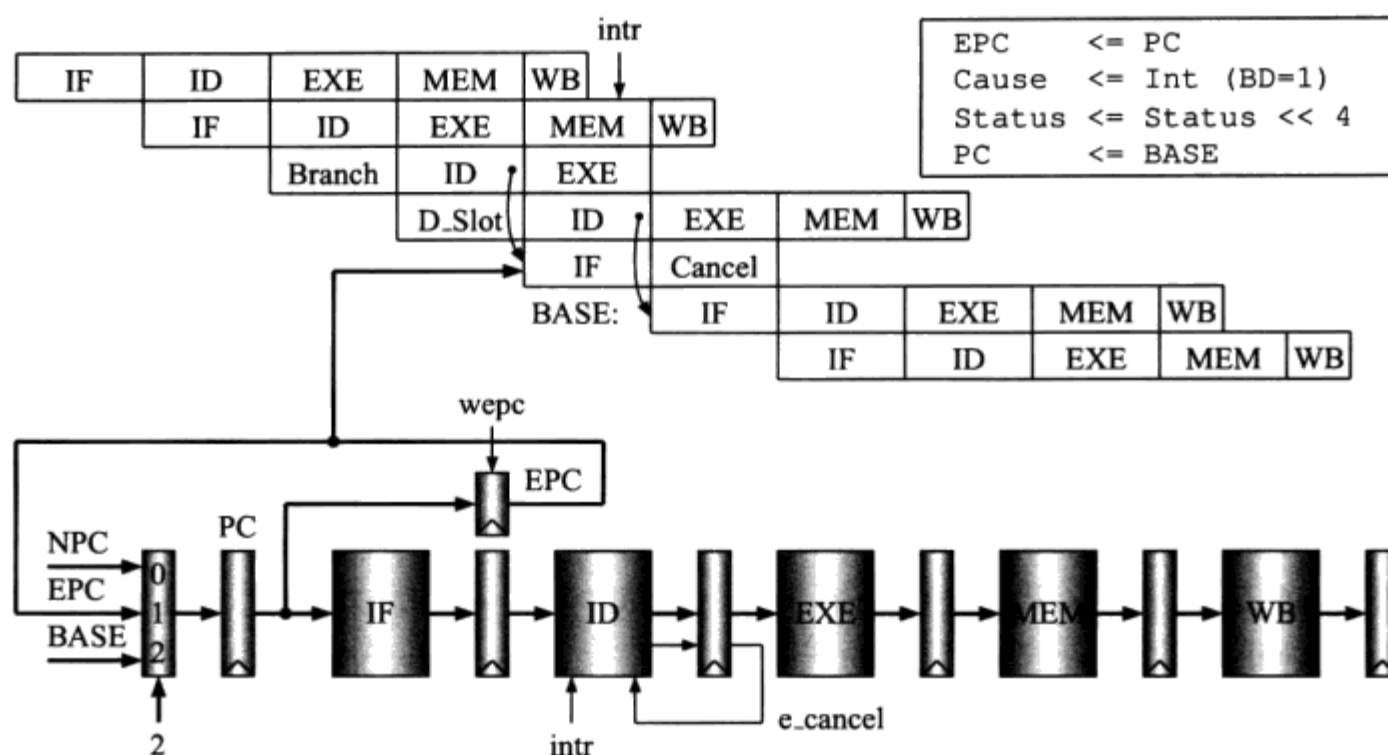 intr
EPC <= PC
Cause <= Int (BD=1)
Status <= Status << 4
PC <= BASE
IF ID EXE MEM WB
IF ID EXE MEM WB
Branch ID EXE
D_Slot ID EXE MEM WB
IF Cancel
BASE: IF ID EXE MEM WB
IF ID EXE MEM WB
wepc
EPC
PC
NPC
EPC
BASE
0
1
2
IF ID EXE MEM WB
e_cancel
2
intr